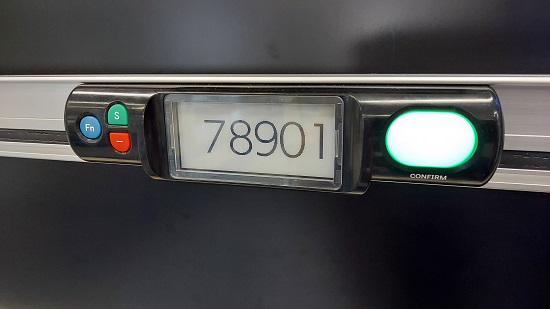 Fn
S
–
78901
CONFIRM